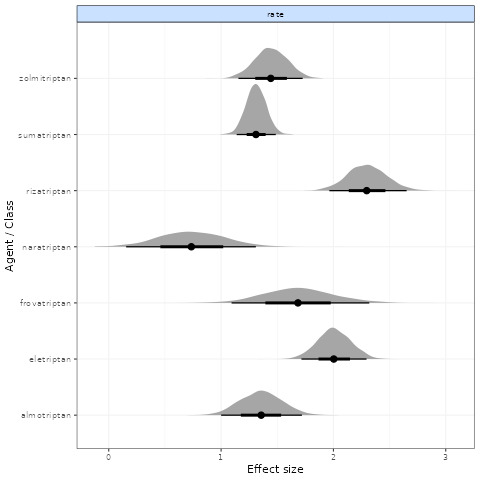 rate
zolmitriptan
sumatriptan
rizatriptan
naratriptan
frovatriptan
eletriptan
almotriptan
Agent / Class
0 1 2 3
Effect size